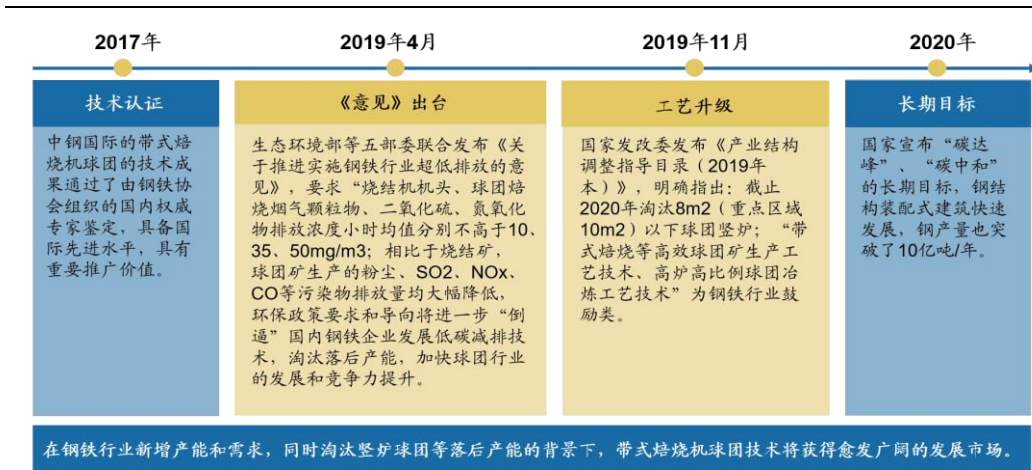 2017年
2019年4月
2019年11月
2020年
技术认证
中钢国际的带式焙
烧机球团的技术成
果通过了由钢铁协
会组织的国内权威
专家鉴定，具备国
际先进水平，具有
重要推广价值。
《意见》出台
生态环境部等五部委联合发布《关
于推进实施钢铁行业超低排放的意
见》，要求“烧结机机头、球团焙
烧烟气颗粒物、二氧化硫、氮氧化
物排放浓度小时均值分别不高于10、
35、50mg/m3；相比于烧结矿，
球团矿生产的粉尘、SO2、NOx、
CO等污染物排放量均大幅降低，
环保政策要求和导向将进一步“倒
逼”国内钢铁企业发展低碳减排技
术，淘汰落后产能，加快球团行业
的发展和竞争力提升。
工艺升级
国家发改委发布《产业结构
调整指导目录（2019年
本）》，明确指出：截止
2020年淘汰8m2（重点区域
10m2）以下球团竖炉；“带
式焙烧等高效球团矿生产工
艺技术、高炉高比例球团冶
炼工艺技术”为钢铁行业鼓
励类。
长期目标
国家宣布“碳达
峰”、“碳中和”
的长期目标，钢结
构装配式建筑快速
发展，钢产量也突
破了10亿吨/年。
在钢铁行业新增产能和需求，同时淘汰竖炉球团等落后产能的背景下，带式焙烧机球团技术将获得愈发广阔的发展市场。